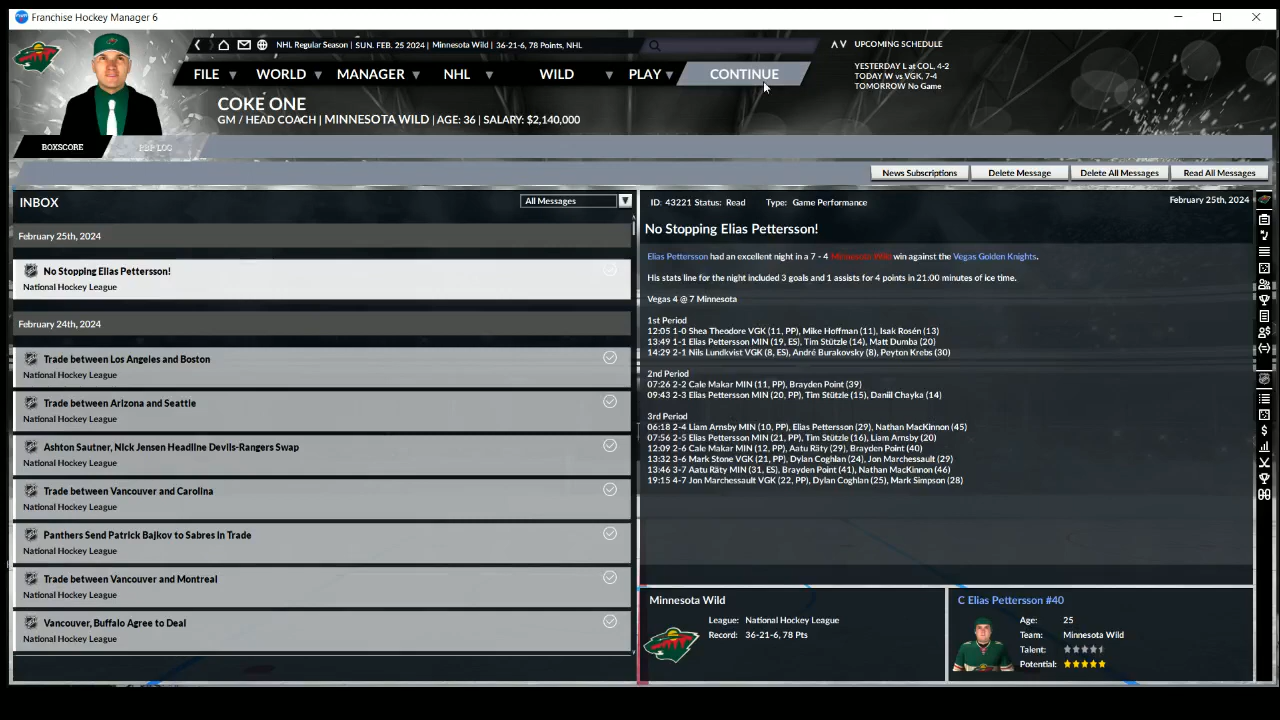 Franchise Hockey Manager 6
NHL Regular Season | SUN. FEB. 25 2024 | Minnesota Wild | 36-21-6, 78 Points, NHL
UPCOMING SCHEDULE
YESTERDAY L at COL, 4-2
TODAY W vs VGK, 7-4
TOMORROW No Game
FILE WORLD MANAGER NHL WILD PLAY CONTINUE
COKE ONE
GM / HEAD COACH | MINNESOTA WILD | AGE: 36 | SALARY: $2,140,000
BOXSCORE PBP LOG
News Subscriptions Delete Message Delete All Messages Read All Messages
INBOX
All Messages
February 25th, 2024
No Stopping Elias Pettersson!
National Hockey League
February 24th, 2024
Trade between Los Angeles and Boston
National Hockey League
Trade between Arizona and Seattle
National Hockey League
Ashton Sautner, Nick Jensen Headline Devils-Rangers Swap
National Hockey League
Trade between Vancouver and Carolina
National Hockey League
Panthers Send Patrick Bajkov to Sabres in Trade
National Hockey League
Trade between Vancouver and Montreal
National Hockey League
Vancouver, Buffalo Agree to Deal
National Hockey League
ID: 43221 Status: Read Type: Game Performance
February 25th, 2024
No Stopping Elias Pettersson!
Elias Pettersson had an excellent night in a 7 - 4 Minnesota Wild win against the Vegas Golden Knights.
His stats line for the night included 3 goals and 1 assists for 4 points in 21:00 minutes of ice time.
Vegas 4 @ 7 Minnesota
1st Period
12:05 1-0 Shea Theodore VGK (11, PP), Mike Hoffman (11), Isak Rosén (13)
13:49 1-1 Elias Pettersson MIN (19, ES), Tim Stützle (14), Matt Dumba (20)
14:29 2-1 Nils Lundkvist VGK (8, ES), André Burakovsky (8), Peyton Krebs (30)
2nd Period
07:26 2-2 Cale Makar MIN (11, PP), Brayden Point (39)
09:43 2-3 Elias Pettersson MIN (20, PP), Tim Stützle (15), Daniil Chayka (14)
3rd Period
06:18 2-4 Liam Arnsby MIN (10, PP), Elias Pettersson (29), Nathan MacKinnon (45)
07:56 2-5 Elias Pettersson MIN (21, PP), Tim Stützle (16), Liam Arnsby (20)
12:09 2-6 Cale Makar MIN (12, PP), Aatu Räty (29), Brayden Point (40)
13:32 3-6 Mark Stone VGK (21, PP), Dylan Coghlan (24), Jon Marchessault (29)
13:46 3-7 Aatu Räty MIN (31, ES), Brayden Point (41), Nathan MacKinnon (46)
19:15 4-7 Jon Marchessault VGK (22, PP), Dylan Coghlan (25), Mark Simpson (28)
Minnesota Wild
League: National Hockey League
Record: 36-21-6, 78 Pts
C Elias Pettersson #40
Age: 25
Team: Minnesota Wild
Talent:
Potential: